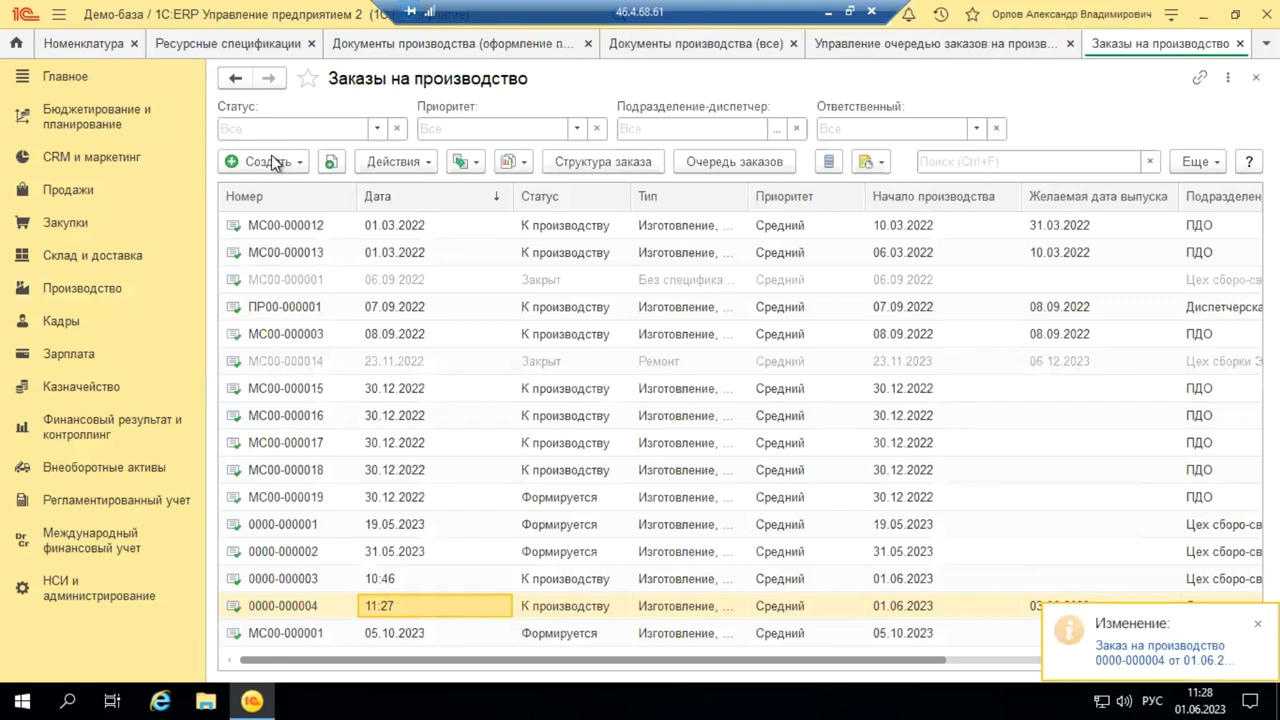 Демо-база / 1С:ERP Управление предприятием 2 (1С:Предприятие)
46.4.68.61
Орлов Александр Владимирович
Номенклатура
Ресурсные спецификации
Документы производства (оформление п...
Документы производства (все)
Управление очередью заказов на произв...
Заказы на производство
Главное
Бюджетирование и
планирование
CRM и маркетинг
Продажи
Закупки
Склад и доставка
Производство
Кадры
Зарплата
Казначейство
Финансовый результат и
контроллинг
Внеоборотные активы
Регламентированный учет
Международный
финансовый учет
НСИ и
администрирование
Заказы на производство
Статус: Приоритет: Подразделение-диспетчер: Ответственный:
Все Все Все Все
Создать Действия Структура заказа Очередь заказов Поиск (Ctrl+F) Еще ?
Номер Дата Статус Тип Приоритет Начало производства Желаемая дата выпуска Подразделен
МС00-000012 01.03.2022 К производству Изготовление, ... Средний 10.03.2022 31.03.2022 ПДО
МС00-000013 01.03.2022 К производству Изготовление, ... Средний 06.03.2022 10.03.2022 ПДО
МС00-000001 06.09.2022 Закрыт Без специфика... Средний 06.09.2022 Цех сборо-св
ПР00-000001 07.09.2022 К производству Изготовление, ... Средний 07.09.2022 08.09.2022 Диспетчерска
МС00-000003 08.09.2022 К производству Изготовление, ... Средний 08.09.2022 08.09.2022 ПДО
МС00-000014 23.11.2022 Закрыт Ремонт Средний 23.11.2023 06.12.2023 Цех сборки Э
МС00-000015 30.12.2022 К производству Изготовление, ... Средний 30.12.2022 ПДО
МС00-000016 30.12.2022 К производству Изготовление, ... Средний 30.12.2022 ПДО
МС00-000017 30.12.2022 К производству Изготовление, ... Средний 30.12.2022 ПДО
МС00-000018 30.12.2022 К производству Изготовление, ... Средний 30.12.2022 ПДО
МС00-000019 30.12.2022 Формируется Изготовление, ... Средний 30.12.2022 ПДО
0000-000001 19.05.2023 Формируется Изготовление, ... Средний 19.05.2023 Цех сборо-св
0000-000002 31.05.2023 Формируется Изготовление, ... Средний 31.05.2023 Цех сборо-св
0000-000003 10:46 К производству Изготовление, ... Средний 01.06.2023 Цех сборо-св
0000-000004 11:27 К производству Изготовление, ... Средний 01.06.2023
МС00-000001 05.10.2023 Формируется Изготовление, ... Средний 05.10.2023
Изменение:
Заказ на производство
0000-000004 от 01.06.2...
РУС
11:28
01.06.2023